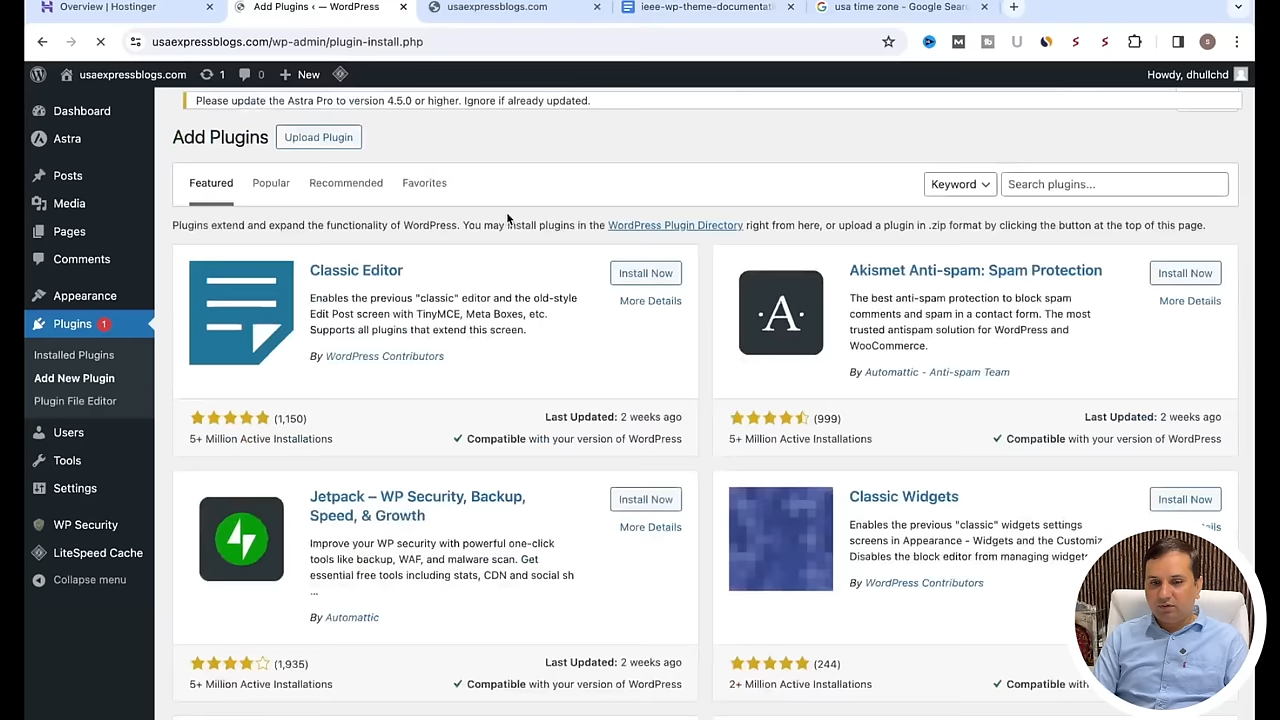 Overview | Hostinger
Add Plugins ‹ — WordPress
usaexpressblogs.com
ieee-wp-theme-documentati
usa time zone - Google Sear
usaexpressblogs.com/wp-admin/plugin-install.php
usaexpressblogs.com
1
0
New
Howdy, dhullchd
Dashboard
Astra
Posts
Media
Pages
Comments
Appearance
Plugins 1
Installed Plugins
Add New Plugin
Plugin File Editor
Users
Tools
Settings
WP Security
LiteSpeed Cache
Collapse menu
Please update the Astra Pro to version 4.5.0 or higher. Ignore if already updated.
Add Plugins
Upload Plugin
Featured
Popular
Recommended
Favorites
Keyword
Search plugins...
Plugins extend and expand the functionality of WordPress. You may install plugins in the WordPress Plugin Directory right from here, or upload a plugin in .zip format by clicking the button at the top of this page.
Classic Editor
Install Now
More Details
Enables the previous "classic" editor and the old-style
Edit Post screen with TinyMCE, Meta Boxes, etc.
Supports all plugins that extend this screen.
By WordPress Contributors
(1,150)
Last Updated: 2 weeks ago
5+ Million Active Installations
Compatible with your version of WordPress
Akismet Anti-spam: Spam Protection
Install Now
More Details
The best anti-spam protection to block spam
comments and spam in a contact form. The most
trusted antispam solution for WordPress and
WooCommerce.
By Automattic - Anti-spam Team
(999)
Last Updated: 2 weeks ago
5+ Million Active Installations
Compatible with your version of WordPress
Jetpack – WP Security, Backup,
Speed, & Growth
Install Now
More Details
Improve your WP security with powerful one-click
tools like backup, WAF, and malware scan. Get
essential free tools including stats, CDN and social sh
...
By Automattic
(1,935)
Last Updated: 2 weeks ago
5+ Million Active Installations
Compatible with your version of WordPress
Classic Widgets
Install Now
Enables the previous "classic" widgets settings
screens in Appearance - Widgets and the Customiz
Disables the block editor from managing widgets
By WordPress Contributors
(244)
2+ Million Active Installations
Compatible with